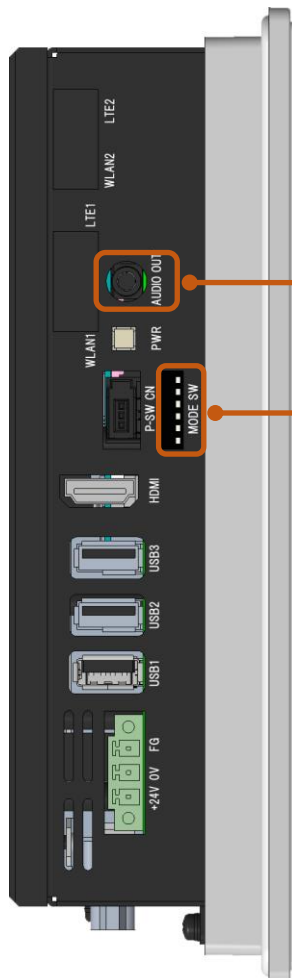 LTE2
WLAN2
LTE1
WLAN1
AUDIO OUT
PWR
P-SW CN
MODE SW
HDMI
USB3
USB2
USB1
+24V 0V FG